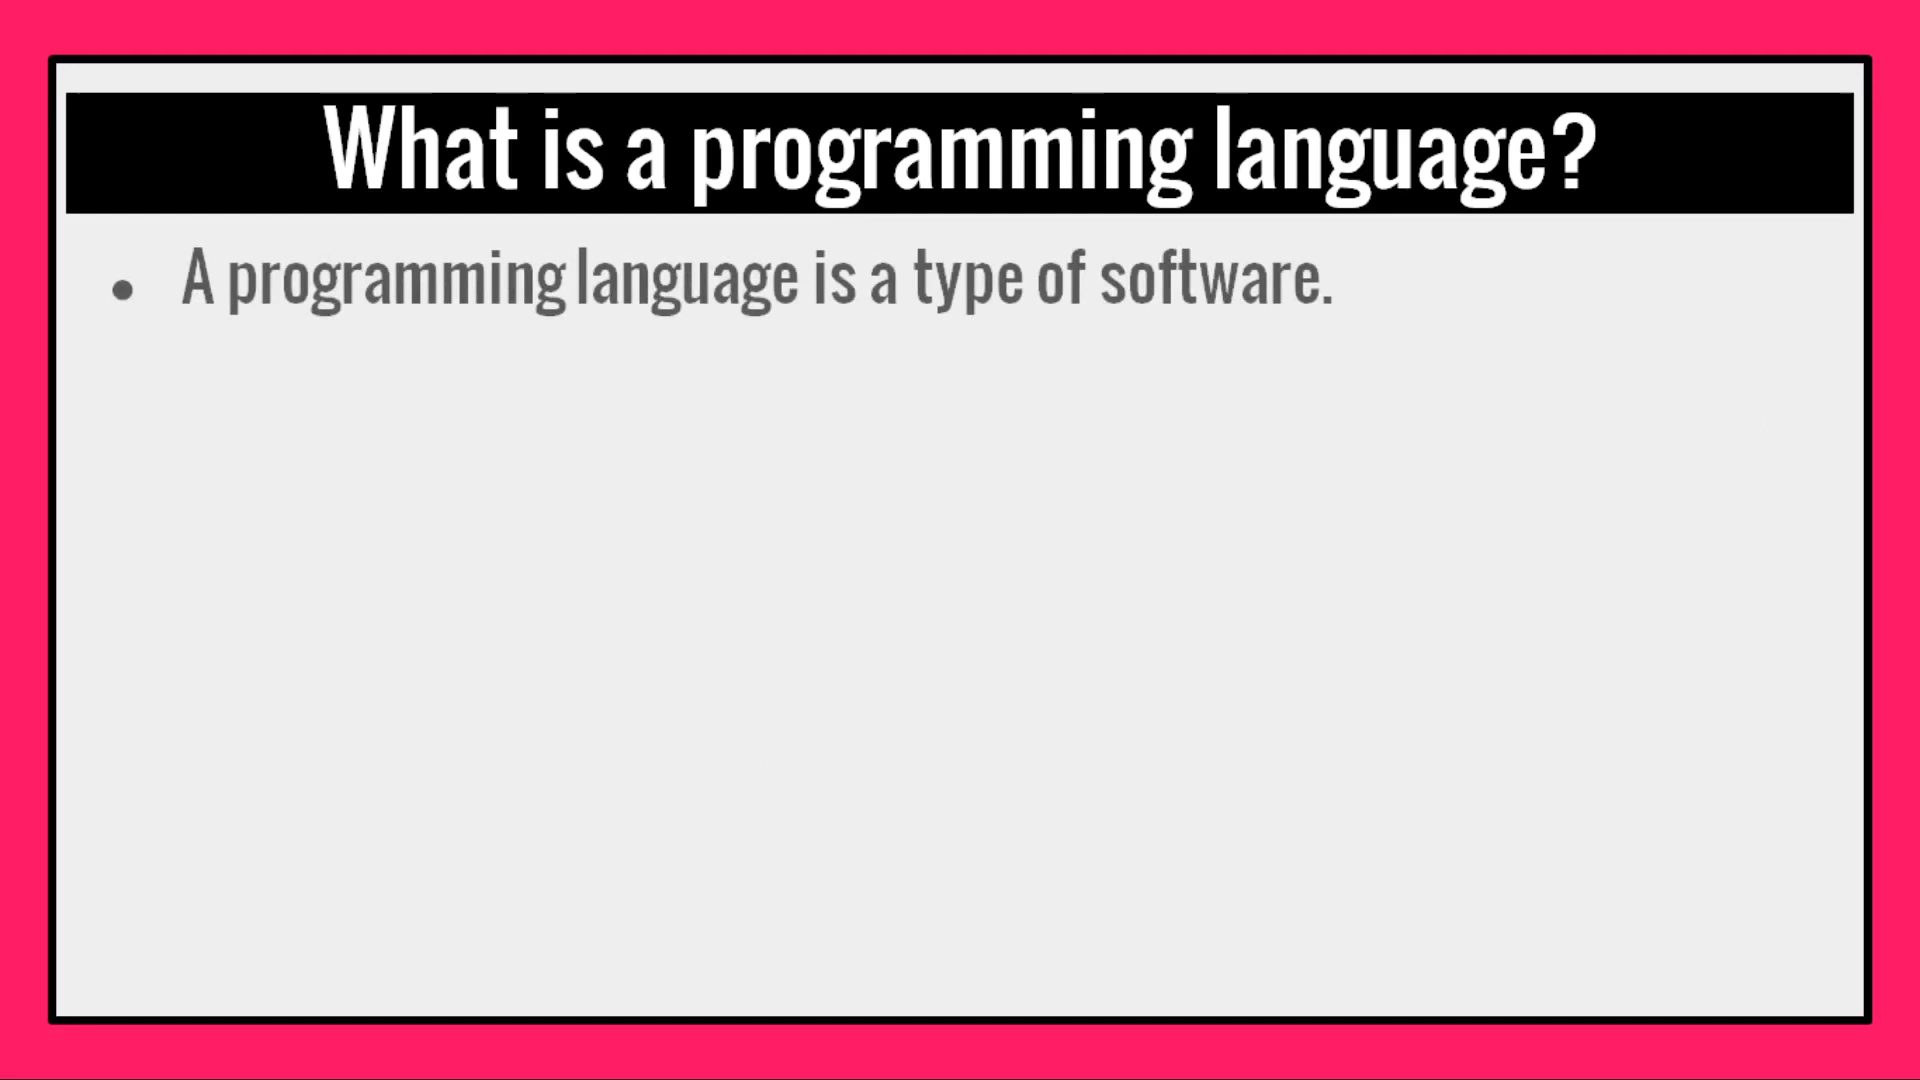 What is a programming language?
● A programming language is a type of software.